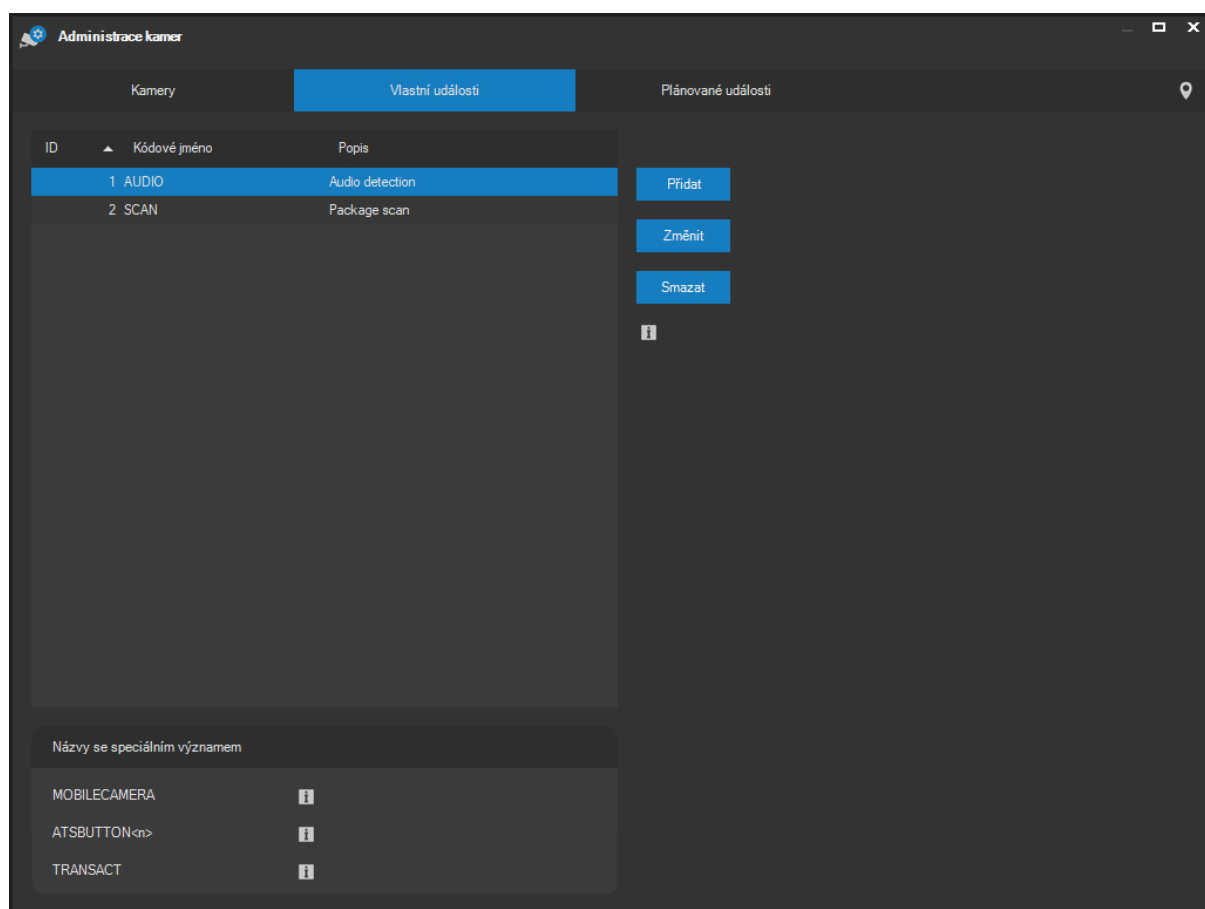 Administrace kamer
Kamery Vlastní události Plánované události
ID Kódové jméno Popis
1 AUDIO Audio detection
2 SCAN Package scan
Přidat
Změnit
Smazat
Názvy se speciálním významem
MOBILECAMERA
ATSBUTTON<n>
TRANSACT